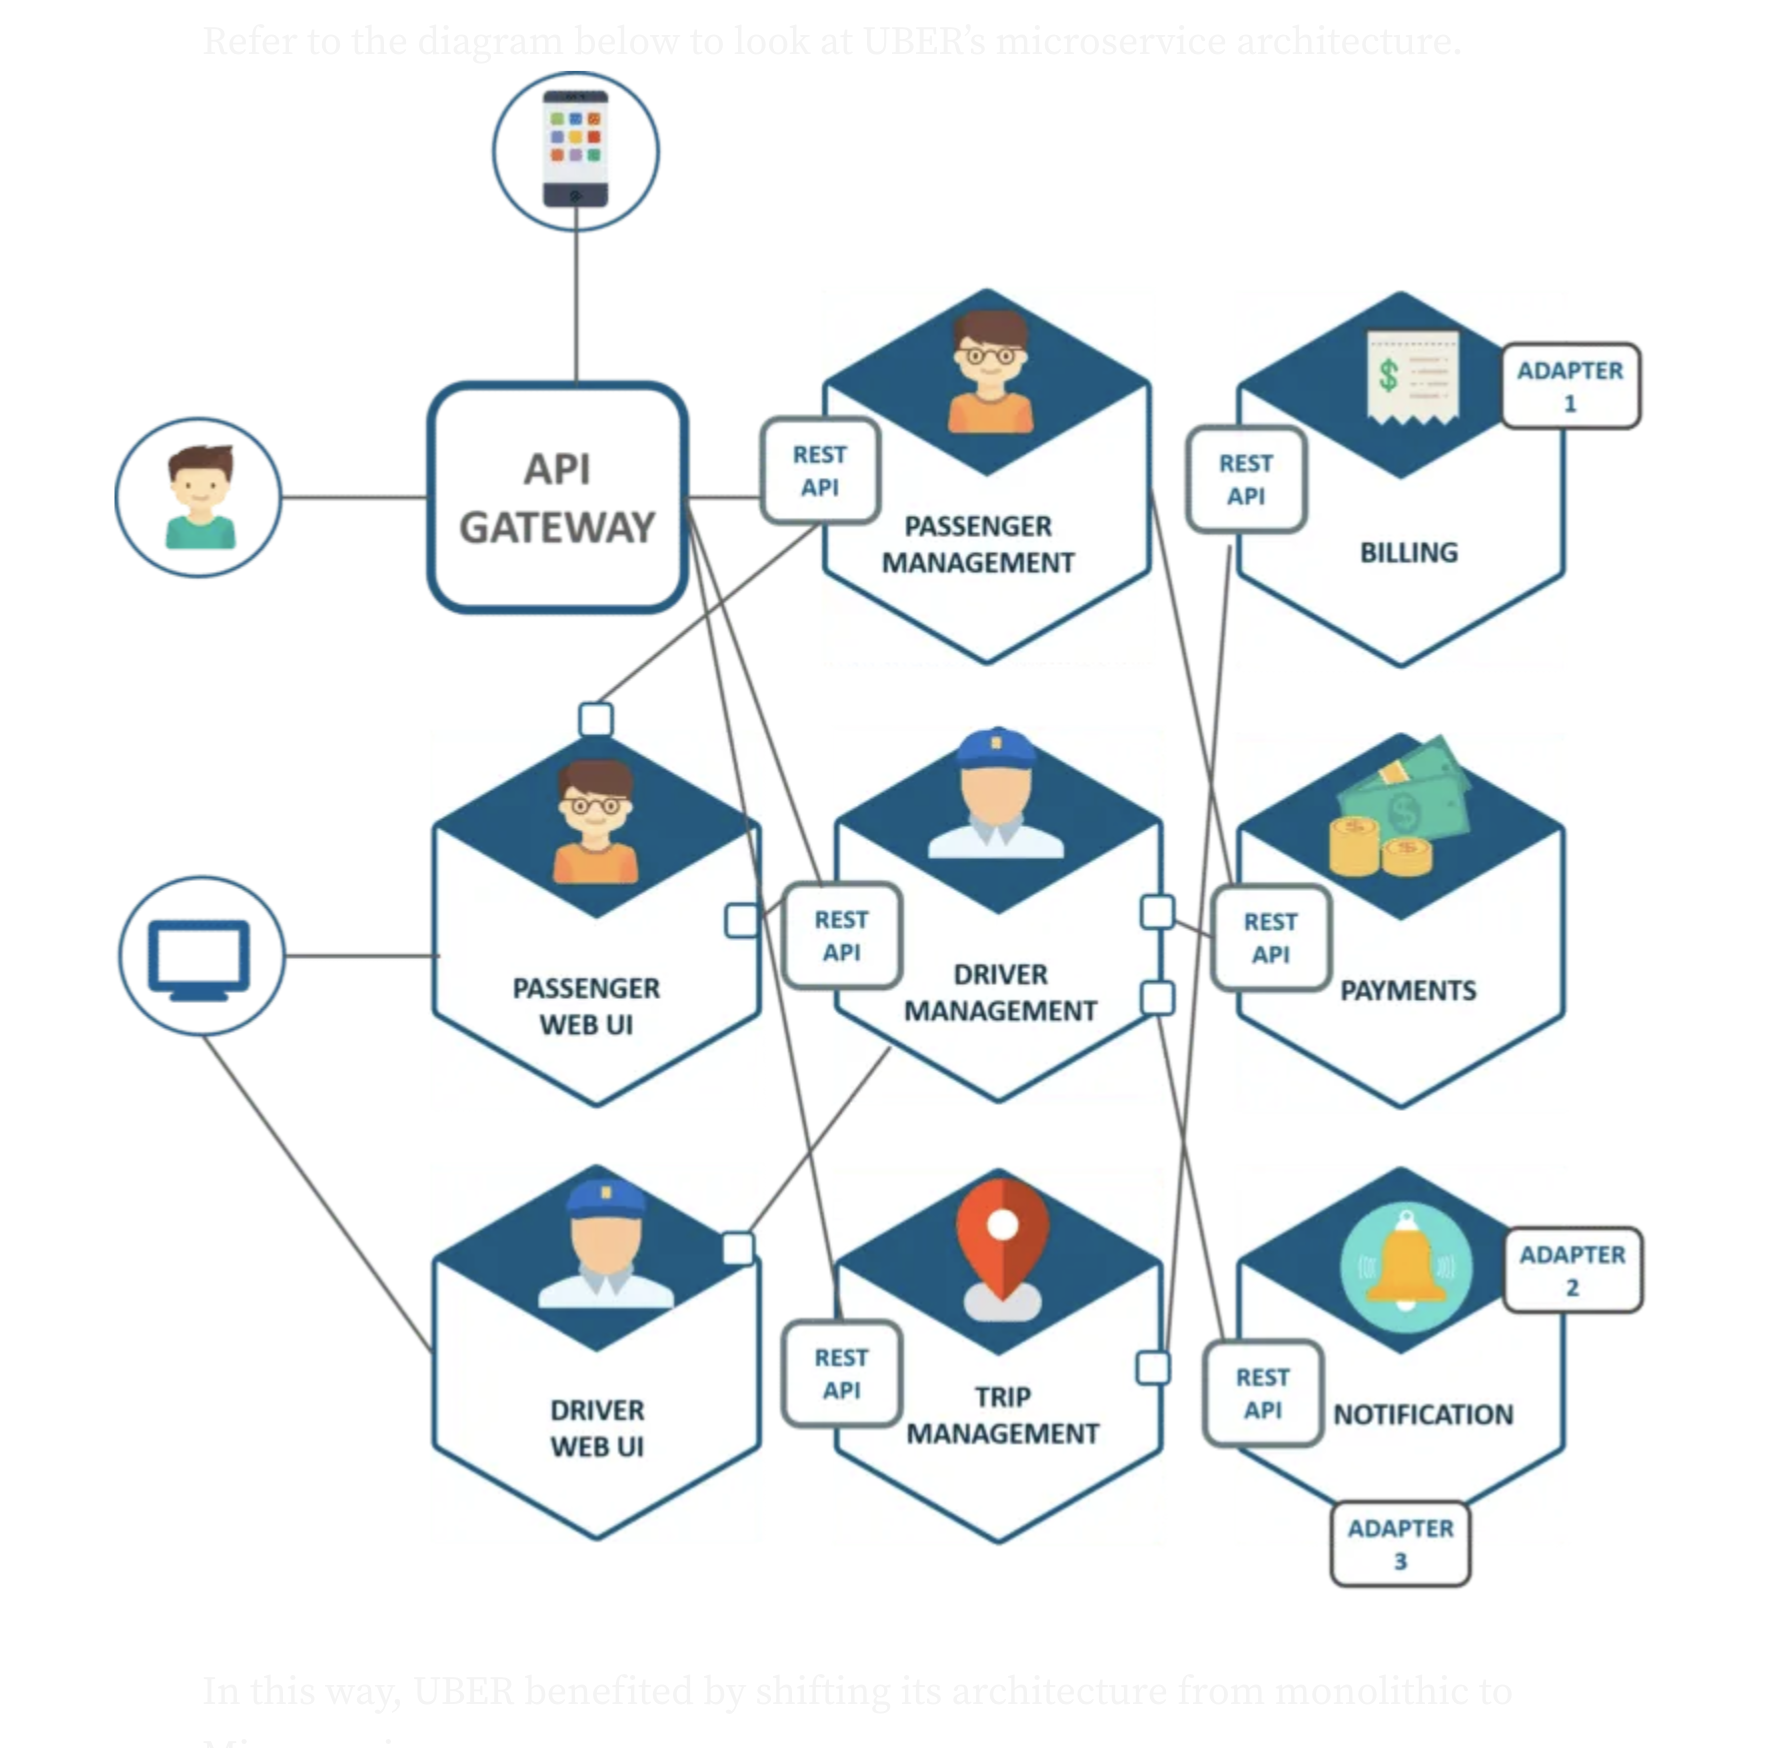 Refer to the diagram below to look at UBER’s microservice architecture.
API
GATEWAY
REST
API
PASSENGER
MANAGEMENT
REST
API
BILLING
ADAPTER
1
PASSENGER
WEB UI
REST
API
DRIVER
MANAGEMENT
REST
API
PAYMENTS
DRIVER
WEB UI
REST
API
TRIP
MANAGEMENT
REST
API
NOTIFICATION
ADAPTER
2
ADAPTER
3
In this way, UBER benefited by shifting its architecture from monolithic to